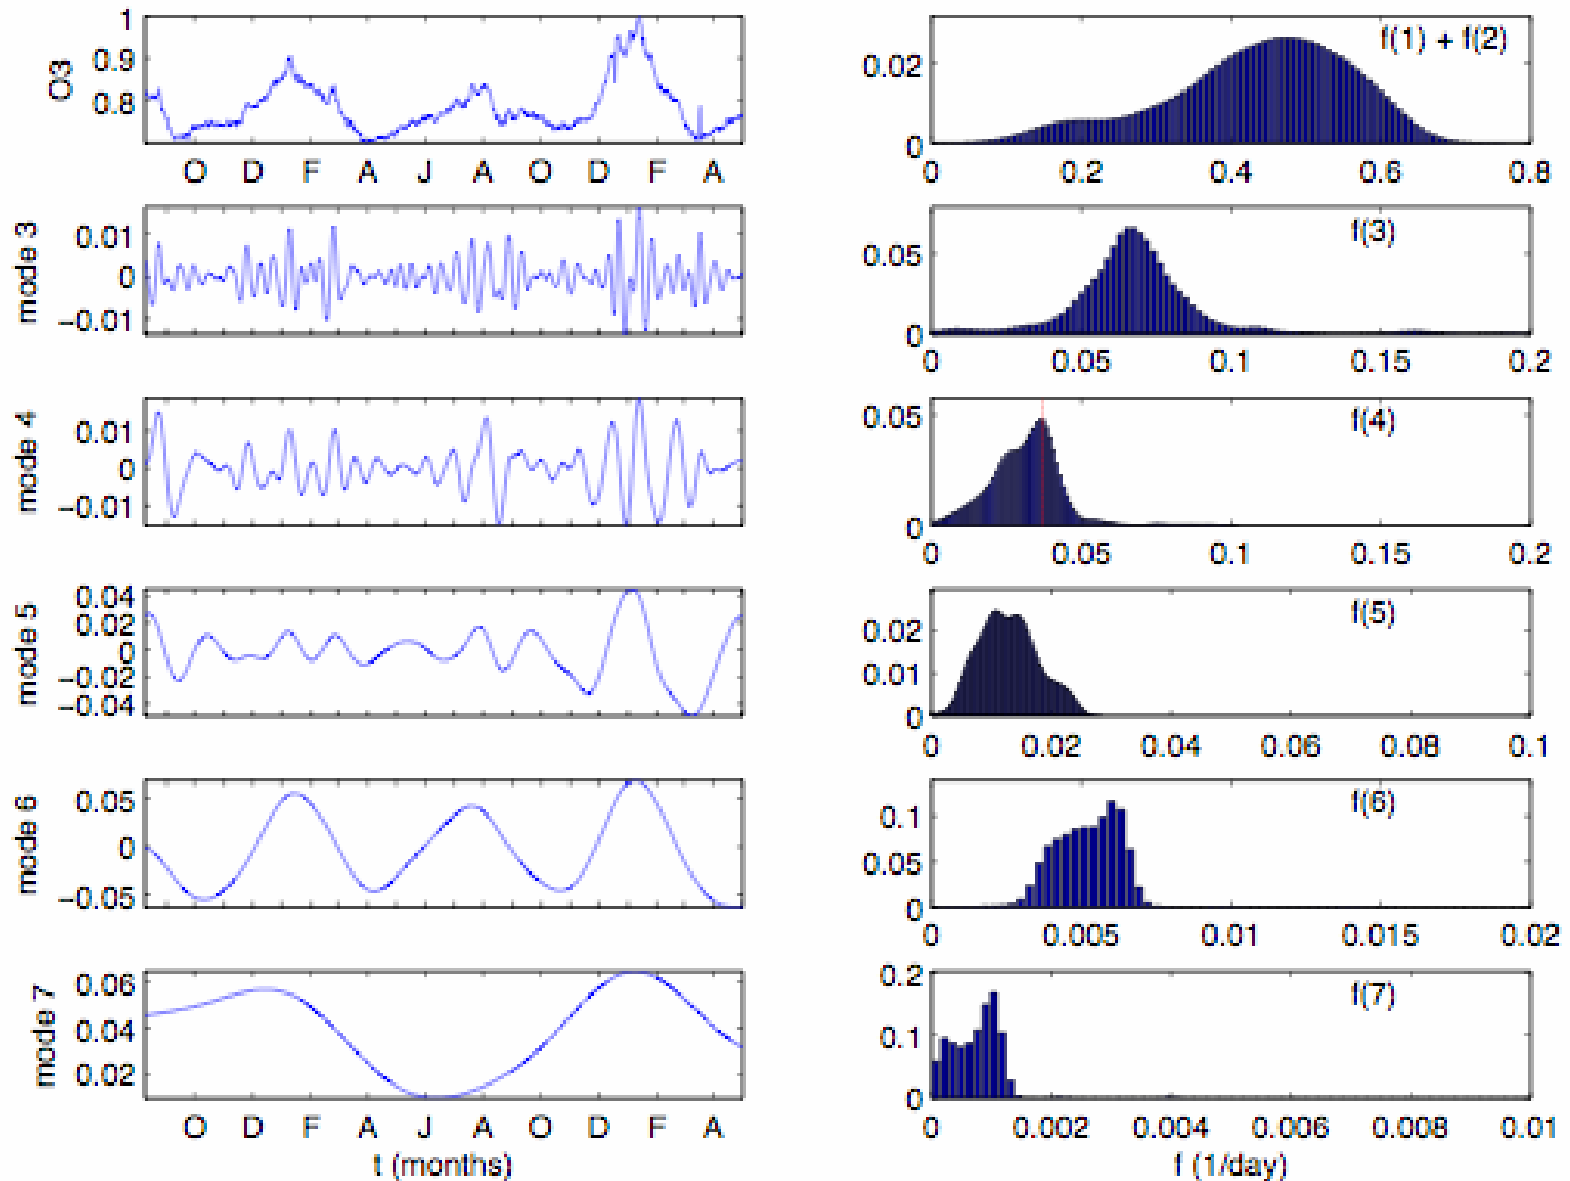 O3
1
0.9
0.8
O D F A J A O D F A
f(1) + f(2)
0.02
0
0 0.2 0.4 0.6 0.8
mode 3
0.01
0
−0.01
f(3)
0.05
0
0 0.05 0.1 0.15 0.2
mode 4
0.01
0
−0.01
f(4)
0.05
0
0 0.05 0.1 0.15 0.2
mode 5
0.04
0.02
0
−0.02
−0.04
f(5)
0.02
0.01
0
0 0.02 0.04 0.06 0.08 0.1
mode 6
0.05
0
−0.05
f(6)
0.1
0.05
0
0 0.005 0.01 0.015 0.02
mode 7
0.06
0.04
0.02
O D F A J A O D F A
t (months)
f(7)
0.2
0.1
0
0 0.002 0.004 0.006 0.008 0.01
f (1/day)